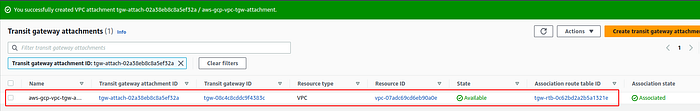 You successfully created VPC attachment tgw-attach-02a38eb8c8a5ef32a / aws-gcp-vpc-tgw-attachment.
Transit gateway attachments (1) Info
Actions
Create transit gateway attachment
Filter transit gateway attachments
1
Transit gateway attachment ID: tgw-attach-02a38eb8c8a5ef32a
Clear filters
Name
Transit gateway attachment ID
Transit gateway ID
Resource type
Resource ID
State
Association route table ID
Association state
aws-gcp-vpc-tgw-a...
tgw-attach-02a38eb8c8a5ef32a
tgw-08c4c8cddc9f4383c
VPC
vpc-07adc69cd6eb90a0e
Available
tgw-rtb-0c62bd2a2b5a1321e
Associated